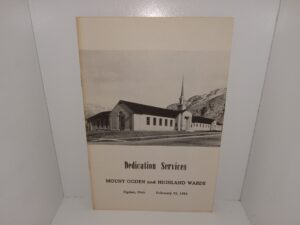 Dedication Services
MOUNT OGDEN and HIGHLAND WARDS
Ogden, Utah